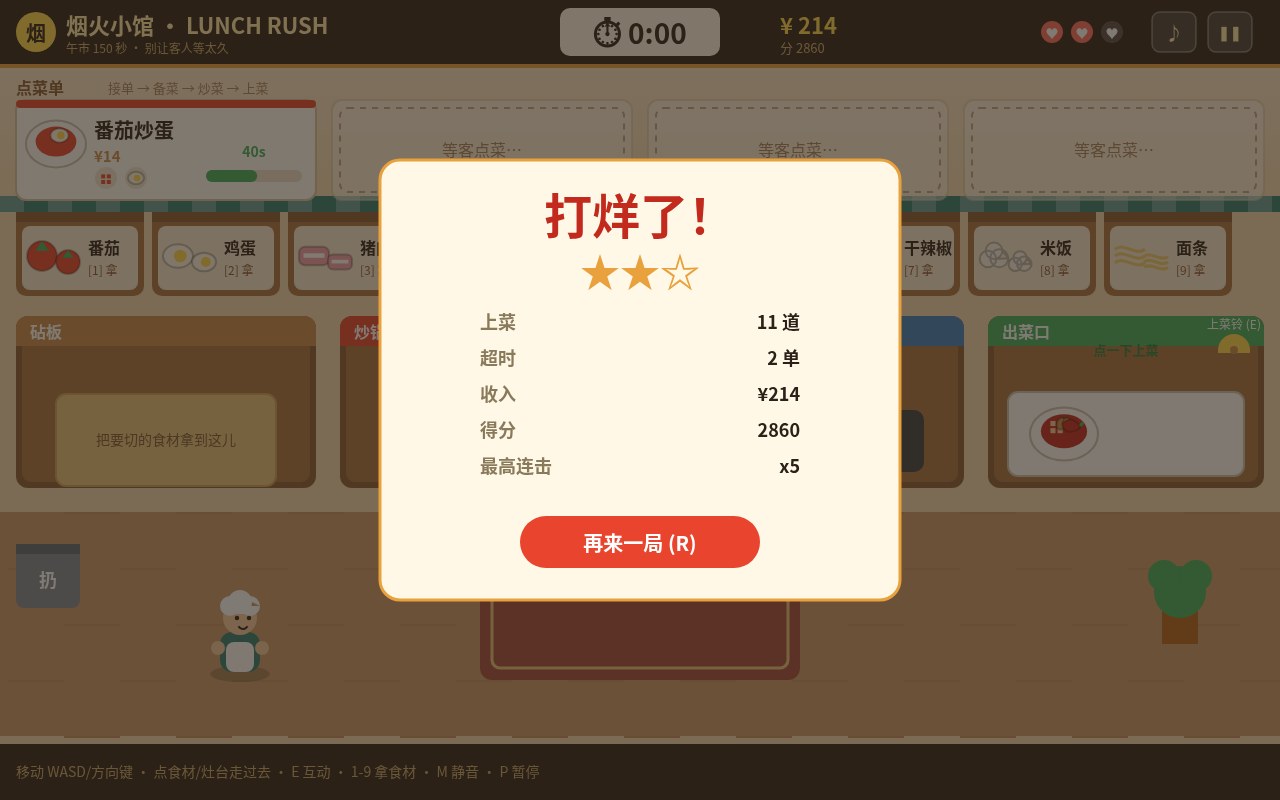 烟 烟火小馆 · LUNCH RUSH
午市 150 秒 · 别让客人等太久
0:00
¥ 214
分 2860
点菜单 接单 → 备菜 → 炒菜 → 上菜
番茄炒蛋
¥14
40s
等客点菜…
等客点菜…
等客点菜…
番茄
[1] 拿
鸡蛋
[2] 拿
[3]
干辣椒
[7] 拿
米饭
[8] 拿
面条
[9] 拿
砧板
把要切的食材拿到这儿
出菜口
上菜铃 (E)
点一下上菜
打烊了!
上菜 11 道
超时 2 单
收入 ¥214
得分 2860
最高连击 x5
再来一局 (R)
扔
移动 WASD/方向键 · 点食材/灶台走过去 · E 互动 · 1-9 拿食材 · M 静音 · P 暂停